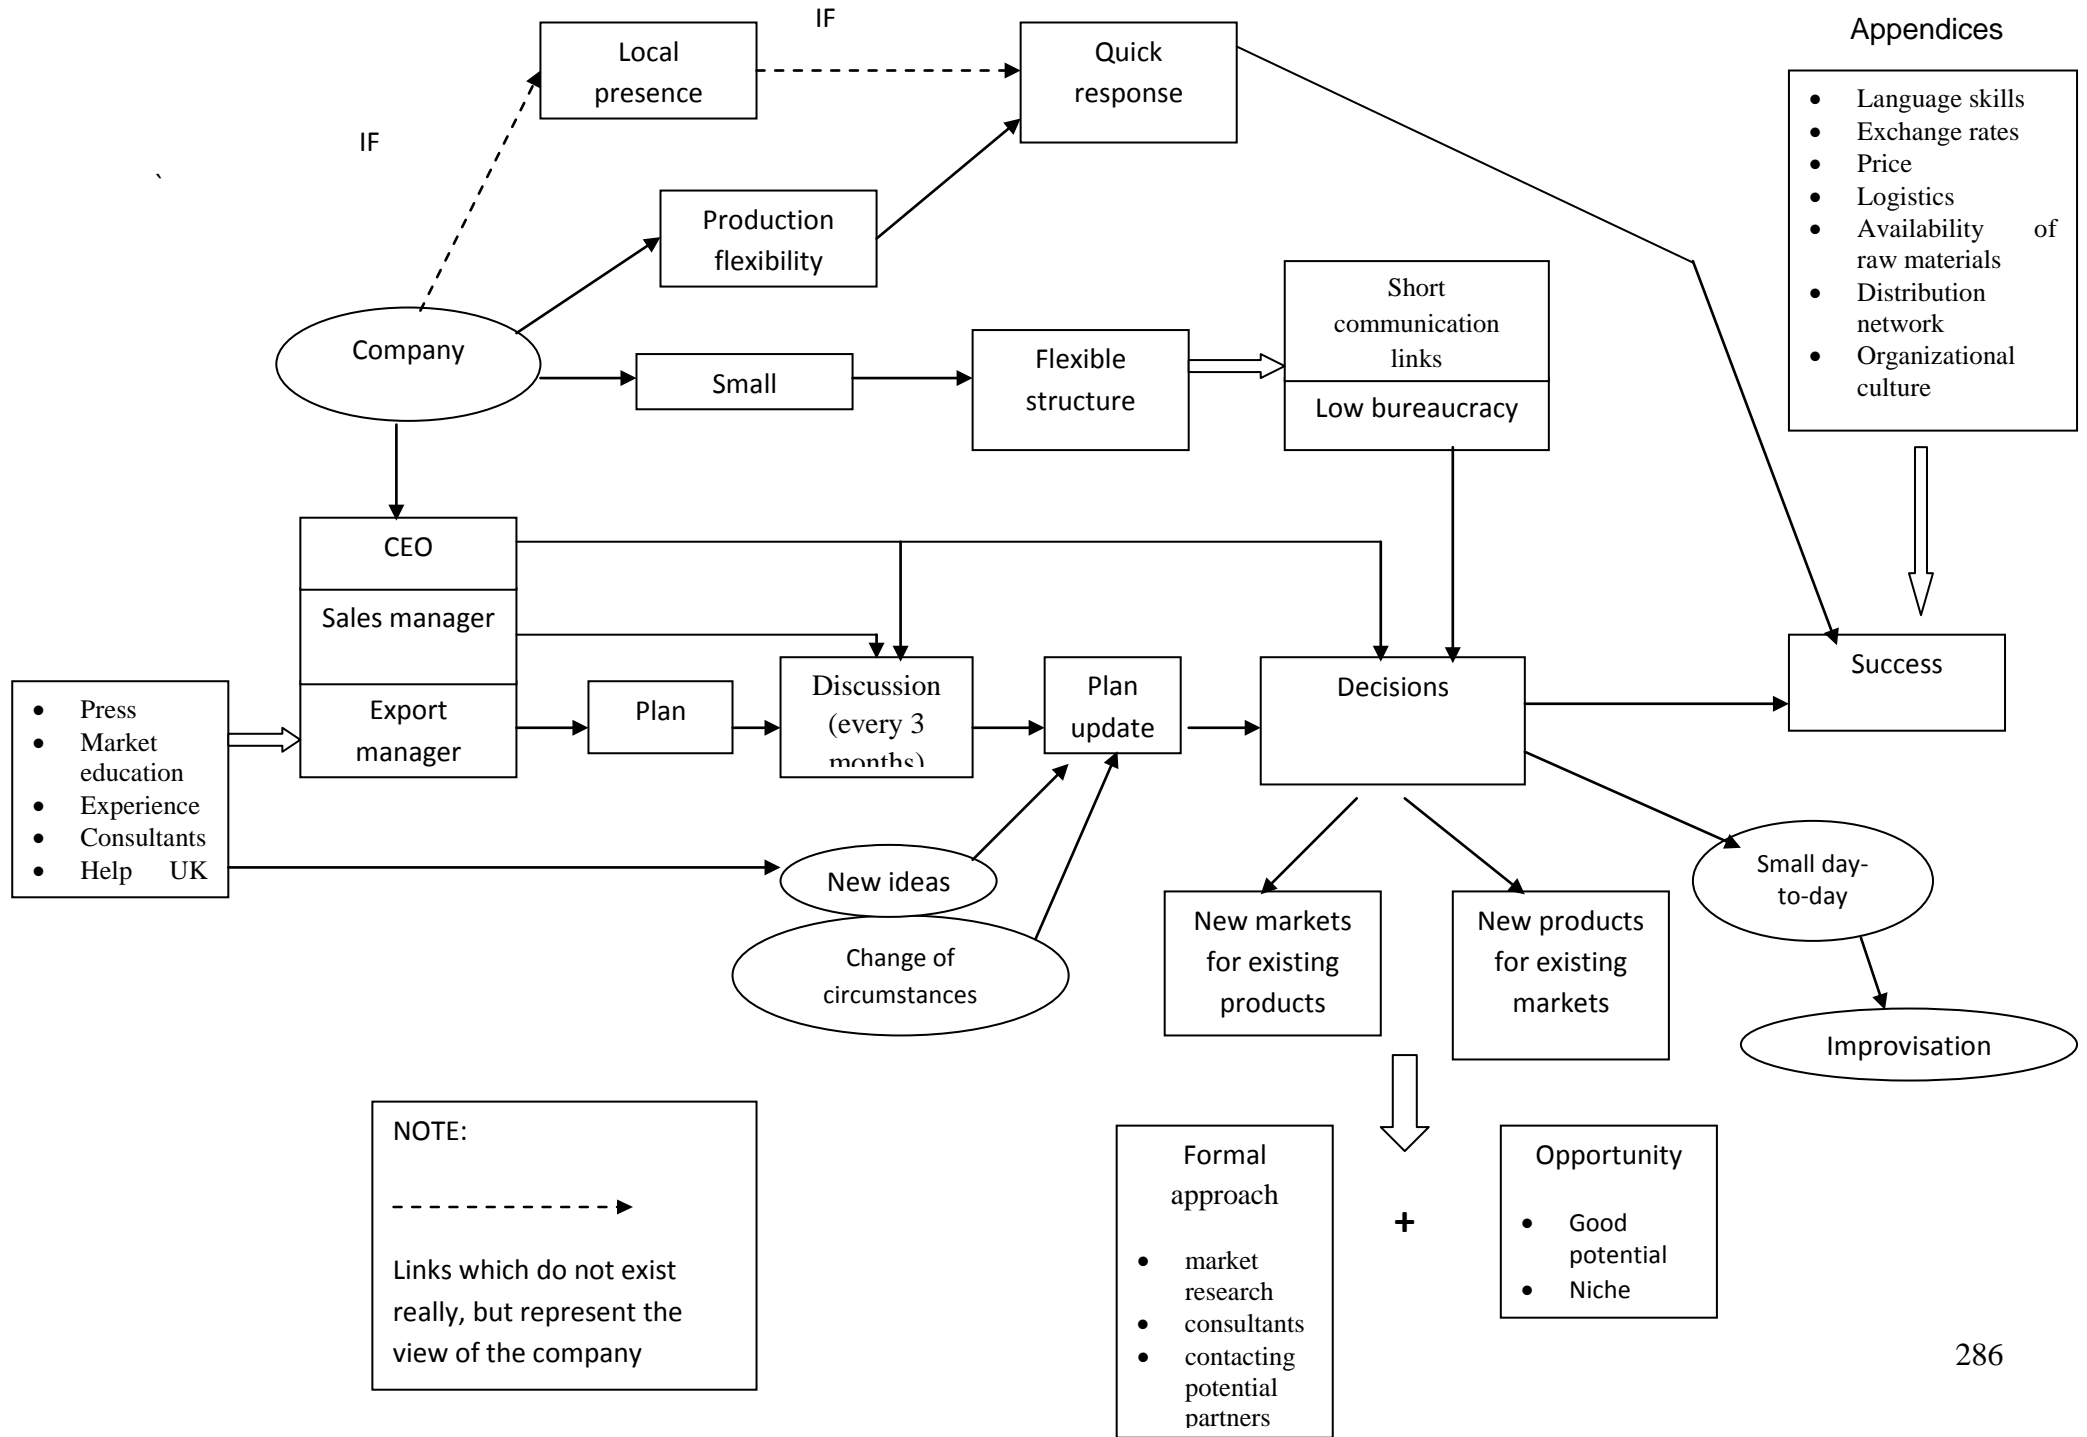 IF
Local
presence
Quick
response
Appendices
IF
`
• Language skills
• Exchange rates
• Price
• Logistics
• Availability of
raw materials
• Distribution
network
• Organizational
culture
Production
flexibility
Company
Small
Flexible
structure
Short
communication
links
Low bureaucracy
CEO
Sales manager
Export
manager
• Press
• Market
education
• Experience
• Consultants
• Help UK
Plan
Discussion
(every 3
months)
Plan
update
Decisions
Success
New ideas
Change of
circumstances
New markets
for existing
products
New products
for existing
markets
Small day-
to-day
Improvisation
NOTE:
Links which do not exist
really, but represent the
view of the company
Formal
approach
• market
research
• consultants
• contacting
potential
partners
+
Opportunity
• Good
potential
• Niche
286